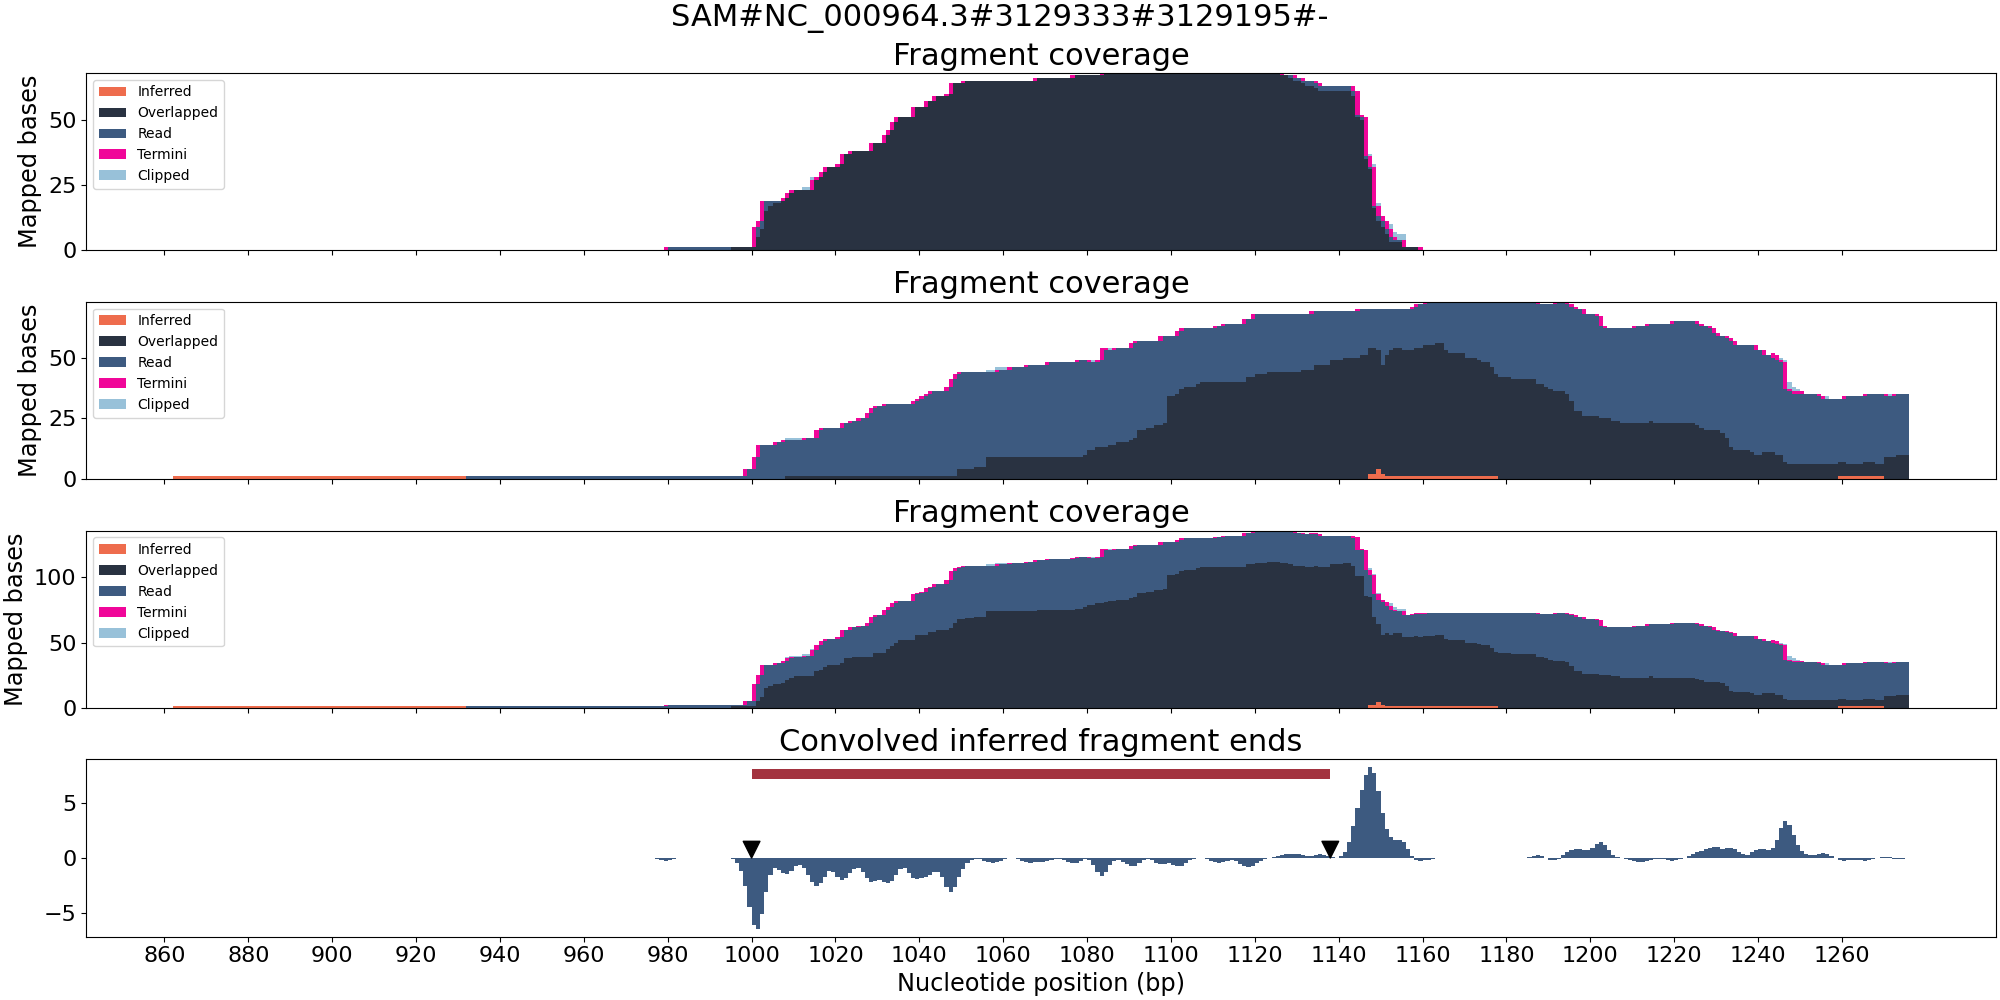 SAM#NC_000964.3#3129333#3129195#-
Fragment coverage
Mapped bases
50
25
0
Inferred
Overlapped
Read
Termini
Clipped
Fragment coverage
Mapped bases
50
25
0
Inferred
Overlapped
Read
Termini
Clipped
Fragment coverage
Mapped bases
100
50
0
Inferred
Overlapped
Read
Termini
Clipped
Convolved inferred fragment ends
5
0
−5
860 880 900 920 940 960 980 1000 1020 1040 1060 1080 1100 1120 1140 1160 1180 1200 1220 1240 1260
Nucleotide position (bp)